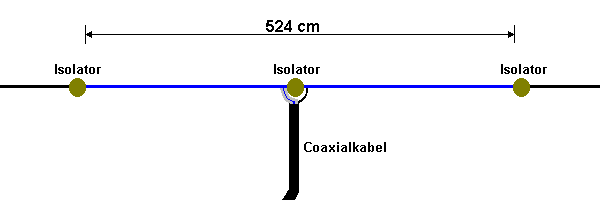 524 cm
Isolator Isolator Isolator
Coaxialkabel